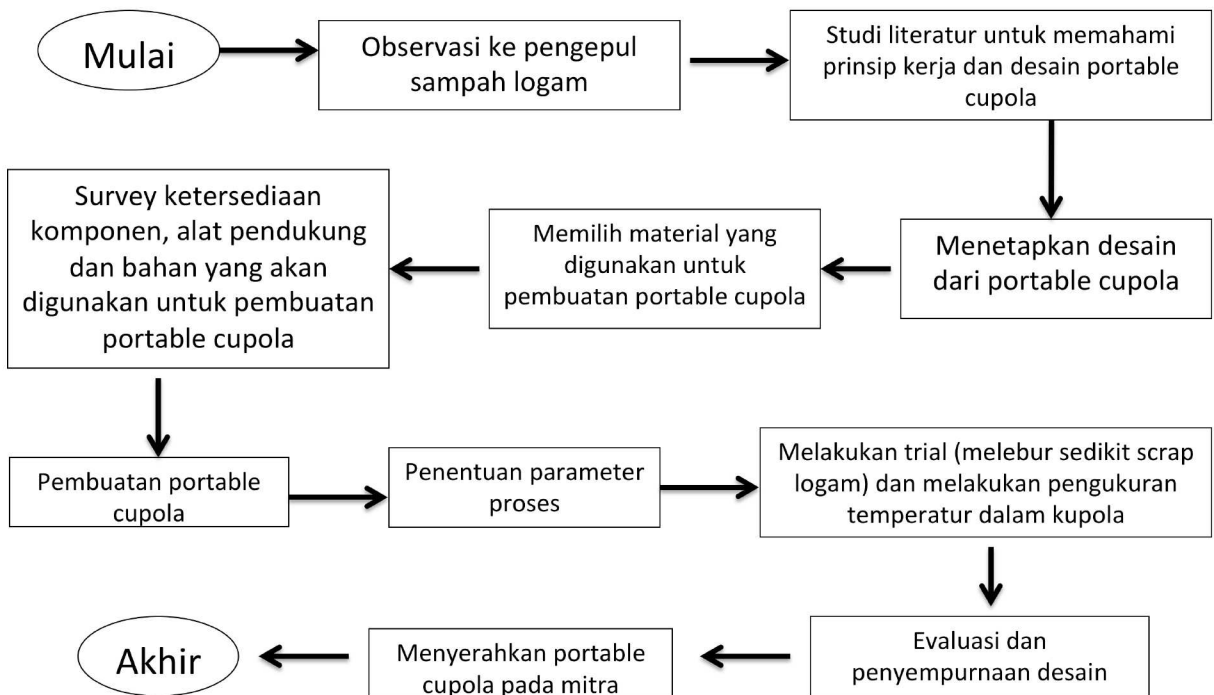 Mulai
Observasi ke pengepul
sampah logam
Studi literatur untuk memahami
prinsip kerja dan desain portable
cupola
Menetapkan desain
dari portable cupola
Memilih material yang
digunakan untuk
pembuatan portable cupola
Survey ketersediaan
komponen, alat pendukung
dan bahan yang akan
digunakan untuk pembuatan
portable cupola
Pembuatan portable
cupola
Penentuan parameter
proses
Melakukan trial (melebur sedikit scrap
logam) dan melakukan pengukuran
temperatur dalam kupola
Evaluasi dan
penyempurnaan desain
Menyerahkan portable
cupola pada mitra
Akhir